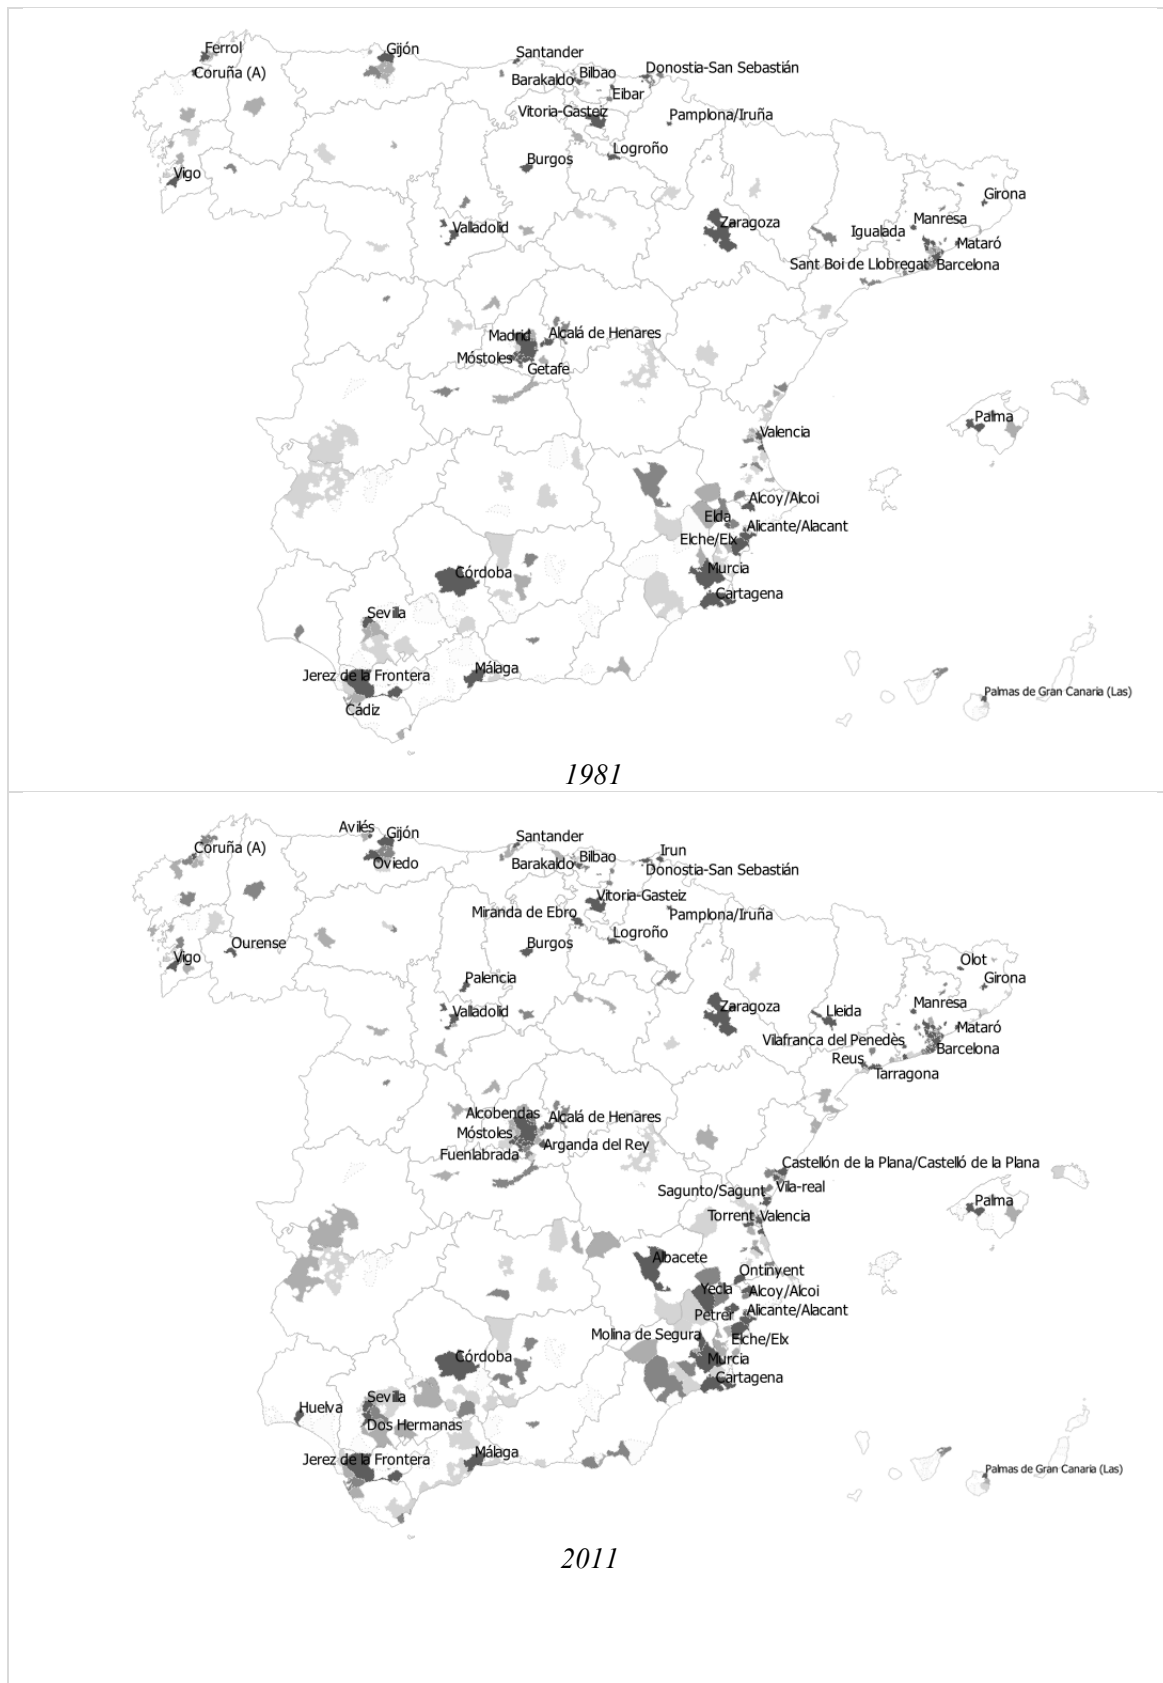 Ferrol
Gijón
Santander
Coruña (A)
Barakaldo
Bilbao
Donostia-San Sebastián
Eibar
Vitoria-Gasteiz
Pamplona/Iruña
Logroño
Burgos
Vigo
Girona
Zaragoza
Manresa
Valladolid
Igualada
Mataró
Sant Boi de Llobregat
Barcelona
Madrid
Alcalá de Henares
Móstoles
Getafe
Palma
Valencia
Alcoy/Alcoi
Elda
Alicante/Alacant
Elche/Elx
Murcia
Córdoba
Cartagena
Sevilla
Málaga
Jerez de la Frontera
Palmas de Gran Canaria (Las)
Cádiz
1981
Avilés
Gijón
Santander
Coruña (A)
Oviedo
Barakaldo
Bilbao
Irun
Donostia-San Sebastián
Vitoria-Gasteiz
Miranda de Ebro
Pamplona/Iruña
Logroño
Ourense
Burgos
Vigo
Olot
Palencia
Girona
Valladolid
Zaragoza
Lleida
Manresa
Mataró
Vilafranca del Penedès
Barcelona
Reus
Tarragona
Alcobendas
Alcalá de Henares
Móstoles
Arganda del Rey
Fuenlabrada
Castellón de la Plana/Castelló de la Plana
Sagunto/Sagunt
Vila-real
Palma
Torrent
Valencia
Albacete
Ontinyent
Yecla
Alcoy/Alcoi
Petrer
Alicante/Alacant
Molina de Segura
Elche/Elx
Córdoba
Murcia
Cartagena
Huelva
Sevilla
Dos Hermanas
Málaga
Jerez de la Frontera
Palmas de Gran Canaria (Las)
2011